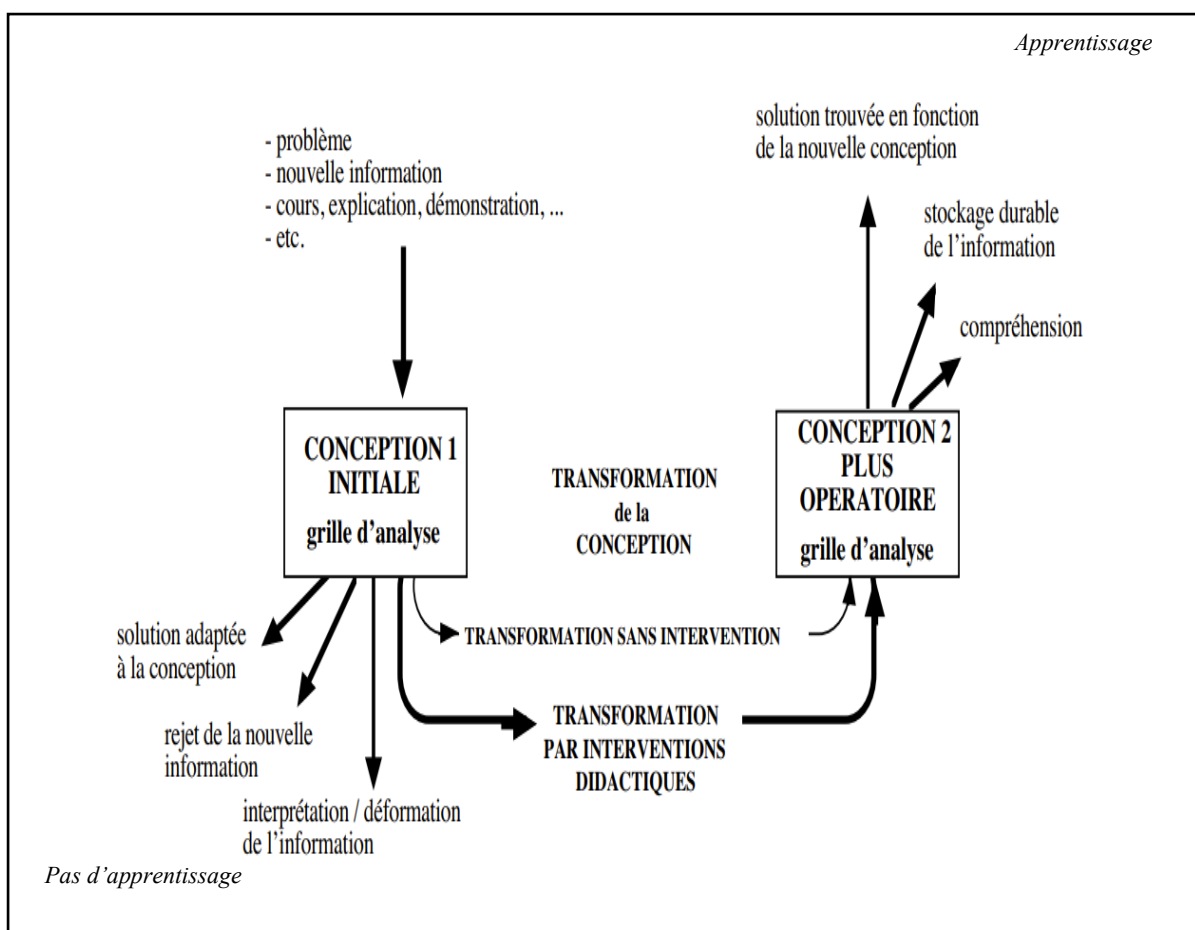 Apprentissage
- problème
- nouvelle information
- cours, explication, démonstration, ...
- etc.
solution trouvée en fonction
de la nouvelle conception
stockage durable
de l'information
compréhension
CONCEPTION 1
INITIALE
grille d'analyse
TRANSFORMATION
de la
CONCEPTION
CONCEPTION 2
PLUS
OPERATOIRE
grille d'analyse
solution adaptée
à la conception
TRANSFORMATION SANS INTERVENTION
rejet de la nouvelle
information
TRANSFORMATION
PAR INTERVENTIONS
DIDACTIQUES
interprétation / déformation
de l'information
Pas d'apprentissage